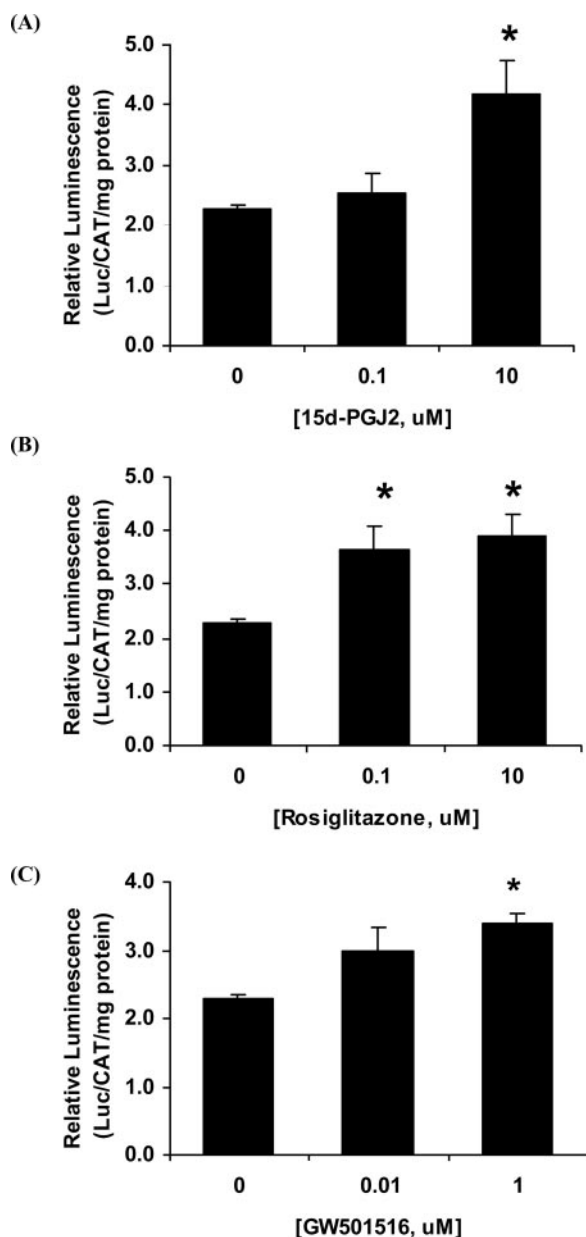 (A)
Relative Luminescence
(Luc/CAT/mg protein)
5.0
4.0
3.0
2.0
1.0
0.0
*
0 0.1 10
[15d-PGJ2, uM]
(B)
Relative Luminescence
(Luc/CAT/mg protein)
5.0
4.0
3.0
2.0
1.0
0.0
* *
0 0.1 10
[Rosiglitazone, uM]
(C)
Relative Luminescence
(Luc/CAT/mg protein)
4.0
3.0
2.0
1.0
0.0
*
0 0.01 1
[GW501516, uM]